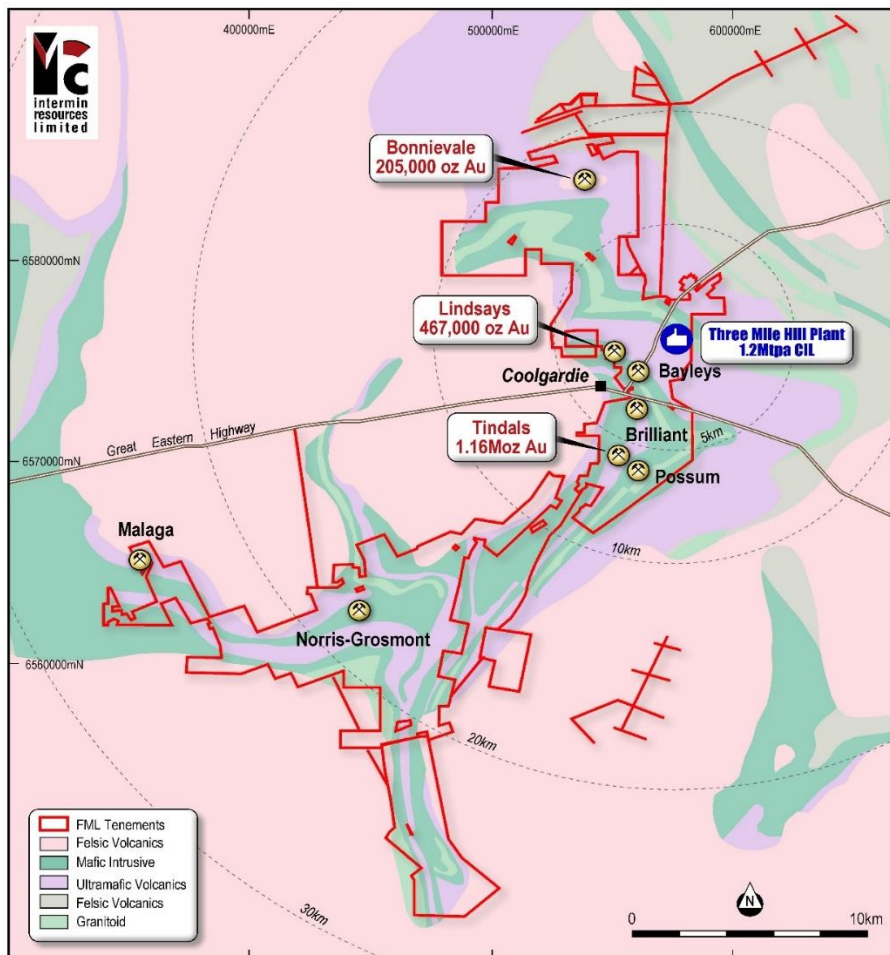 400000mE
500000mE
600000mE
intermin
resources
limited
Bonnievale
205,000 oz Au
6580000mN
Lindsays
467,000 oz Au
Three Mile Hill Plant
1.2Mtpa CIL
Bayleys
Coolgardie
Brilliant
Tindals
1.16Moz Au
5km
Great Eastern Highway
6570000mN
Possum
Malaga
10km
Norris-Grosmont
6560000mN
20km
FML Tenements
Felsic Volcanics
Mafic Intrusive
Ultramafic Volcanics
Felsic Volcanics
Granitoid
30km
N
0
10km